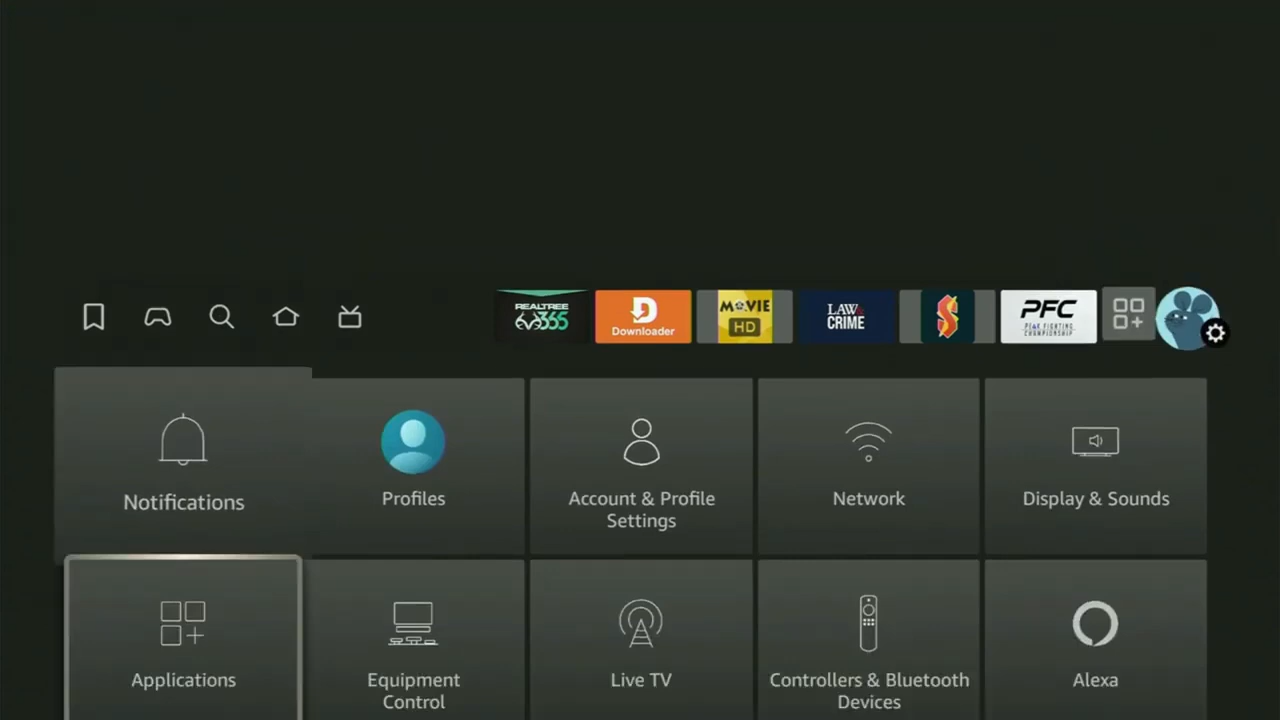 REALTREE
365
Downloader
MOVIE
HD
LAW&
CRIME
PFC
PEAK FIGHTING
CHAMPIONSHIP
Notifications
Profiles
Account & Profile
Settings
Network
Display & Sounds
Applications
Equipment
Control
Live TV
Controllers & Bluetooth
Devices
Alexa